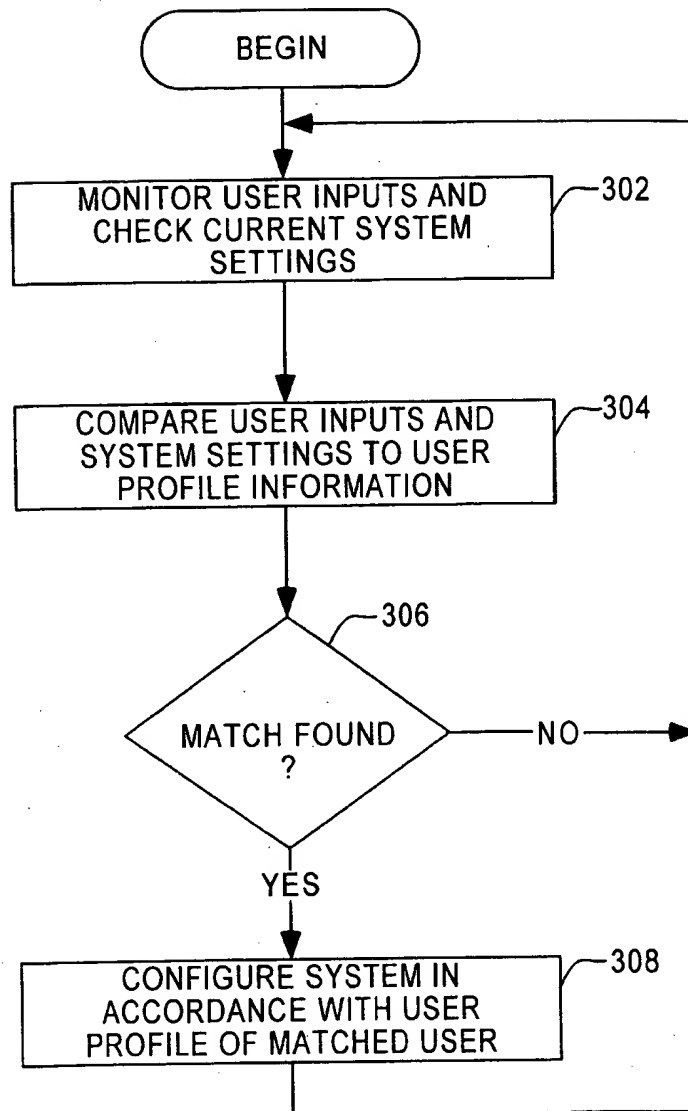 BEGIN
MONITOR USER INPUTS AND
CHECK CURRENT SYSTEM
SETTINGS
302
COMPARE USER INPUTS AND
SYSTEM SETTINGS TO USER
PROFILE INFORMATION
304
306
MATCH FOUND
?
NO
YES
CONFIGURE SYSTEM IN
ACCORDANCE WITH USER
PROFILE OF MATCHED USER
308